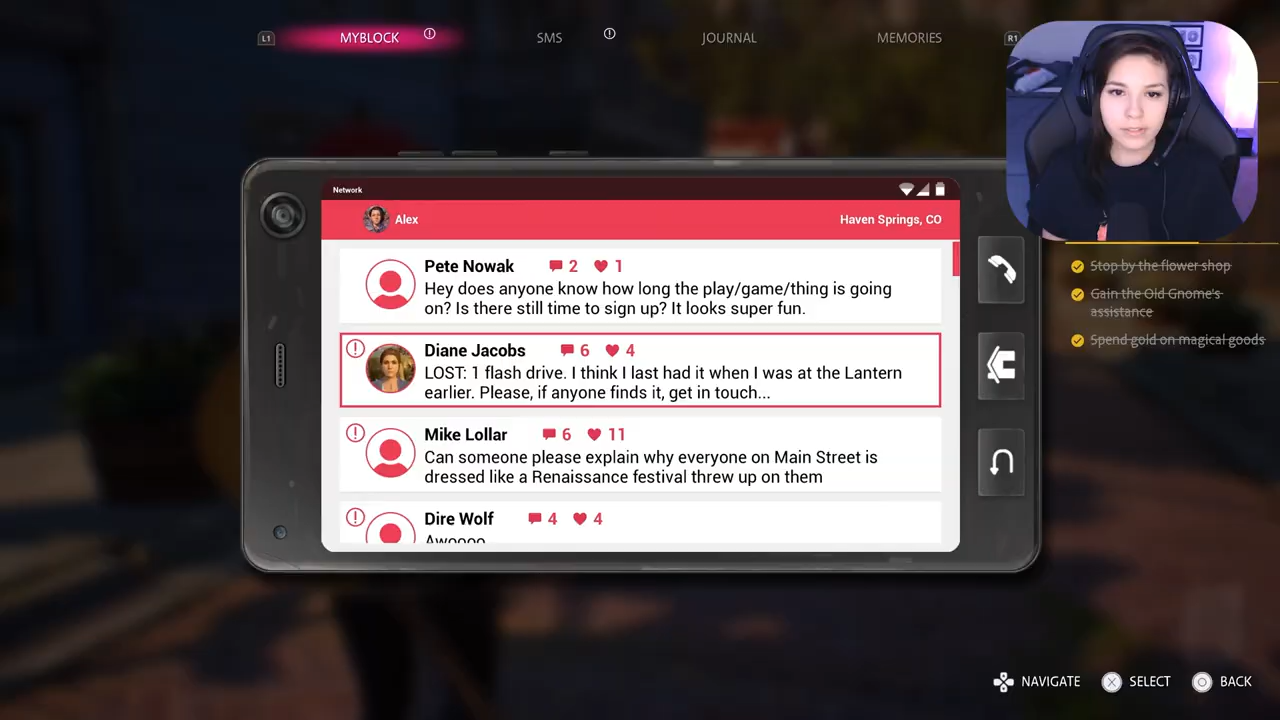 L1
MYBLOCK
SMS
JOURNAL
MEMORIES
R1
Network
Alex
Haven Springs, CO
Pete Nowak 2 1
Hey does anyone know how long the play/game/thing is going
on? Is there still time to sign up? It looks super fun.
Diane Jacobs 6 4
LOST: 1 flash drive. I think I last had it when I was at the Lantern
earlier. Please, if anyone finds it, get in touch...
Mike Lollar 6 11
Can someone please explain why everyone on Main Street is
dressed like a Renaissance festival threw up on them
Dire Wolf 4 4
Awoooo
Stop by the flower shop
Gain the Old Gnome's
assistance
Spend gold on magical goods
NAVIGATE
SELECT
BACK